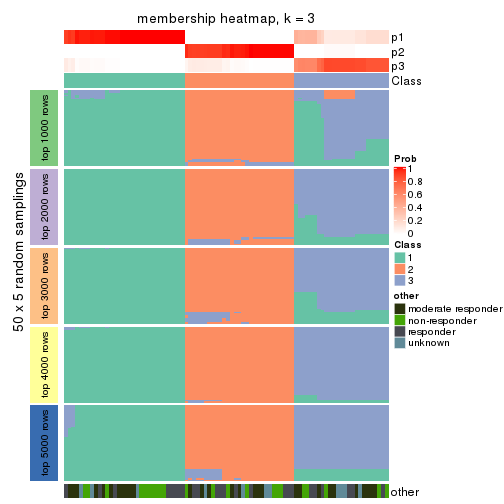 membership heatmap, k = 3
p1
p2
p3
Class
50 x 5 random samplings
top 1000 rows
top 2000 rows
top 3000 rows
top 4000 rows
top 5000 rows
other
Prob
1
0.8
0.6
0.4
0.2
0
Class
1
2
3
other
moderate responder
non-responder
responder
unknown